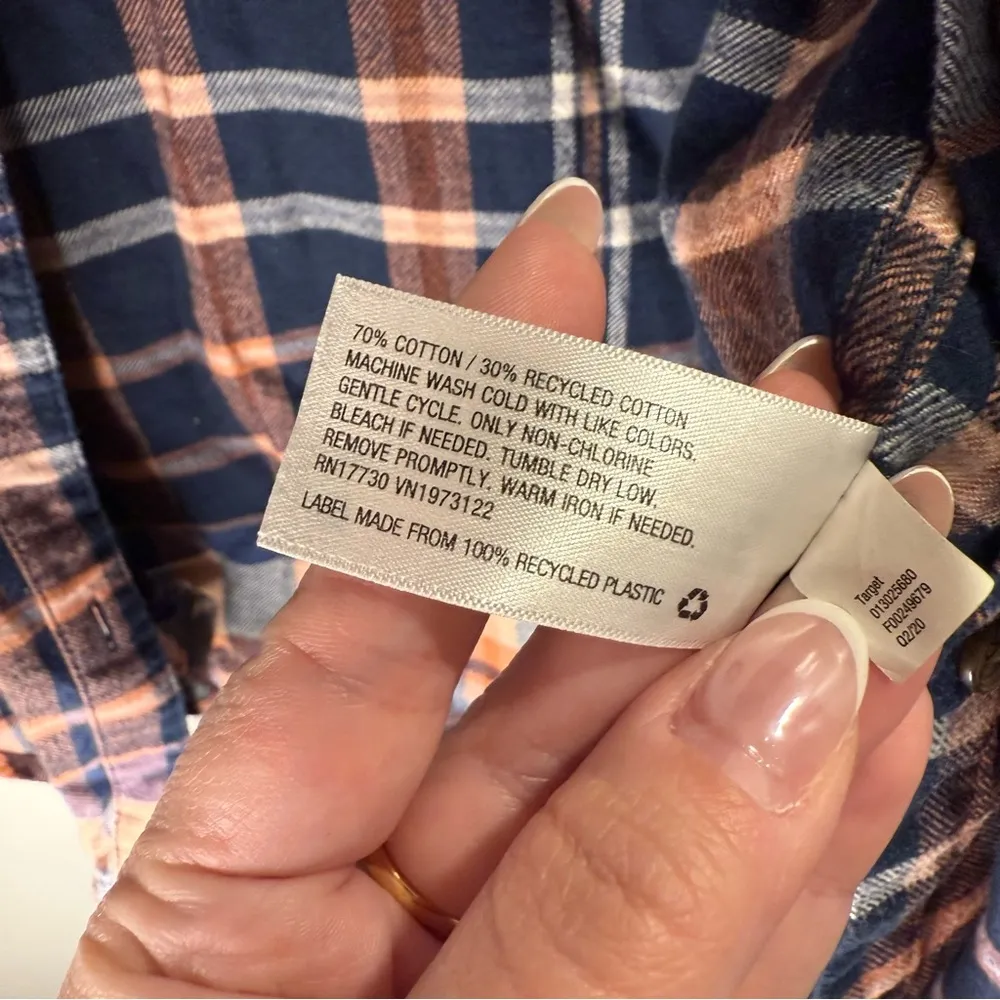 70% COTTON / 30% RECYCLED COTTON
MACHINE WASH COLD WITH LIKE COLORS.
GENTLE CYCLE. ONLY NON-CHLORINE
BLEACH IF NEEDED. TUMBLE DRY LOW.
REMOVE PROMPTLY. WARM IRON IF NEEDED.
RN17730 VN1973122
LABEL MADE FROM 100% RECYCLED PLASTIC
Target
013025680
F00249679
02/20